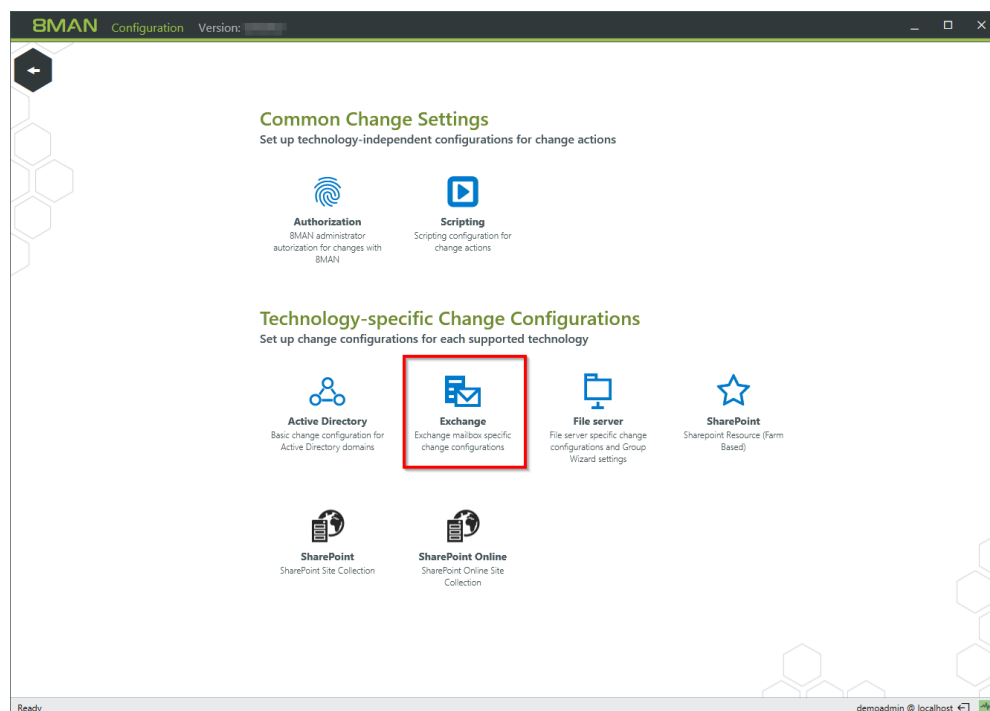 8MAN Configuration Version:
Common Change Settings
Set up technology-independent configurations for change actions
Authorization
8MAN administrator
autorization for changes with
8MAN
Scripting
Scripting configuration for
change actions
Technology-specific Change Configurations
Set up change configurations for each supported technology
Active Directory
Basic change configuration for
Active Directory domains
Exchange
Exchange mailbox specific
change configurations
File server
File server specific change
configurations and Group
Wizard settings
SharePoint
Sharepoint Resource (Farm
Based)
SharePoint
SharePoint Site Collection
SharePoint Online
SharePoint Online Site
Collection
Ready
demoadmin @ localhost